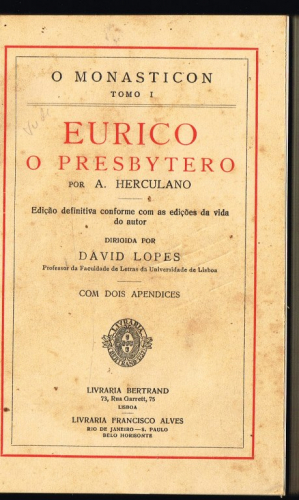 O MONASTICON
TOMO I
EURICO
O PRESBYTERO
POR A. HERCULANO
Edição definitiva conforme com as edições da vida
do autor
DIRIGIDA POR
DAVID LOPES
Professor da Faculdade de Letras da Universidade de Lisboa
COM DOIS APENDICES
LIVRARIA
BERTRAND
LIVRARIA BERTRAND
73, Rua Garrett, 75
LISBOA
LIVRARIA FRANCISCO ALVES
RIO DE JANEIRO—S. PAULO
BELO HORIZONTE